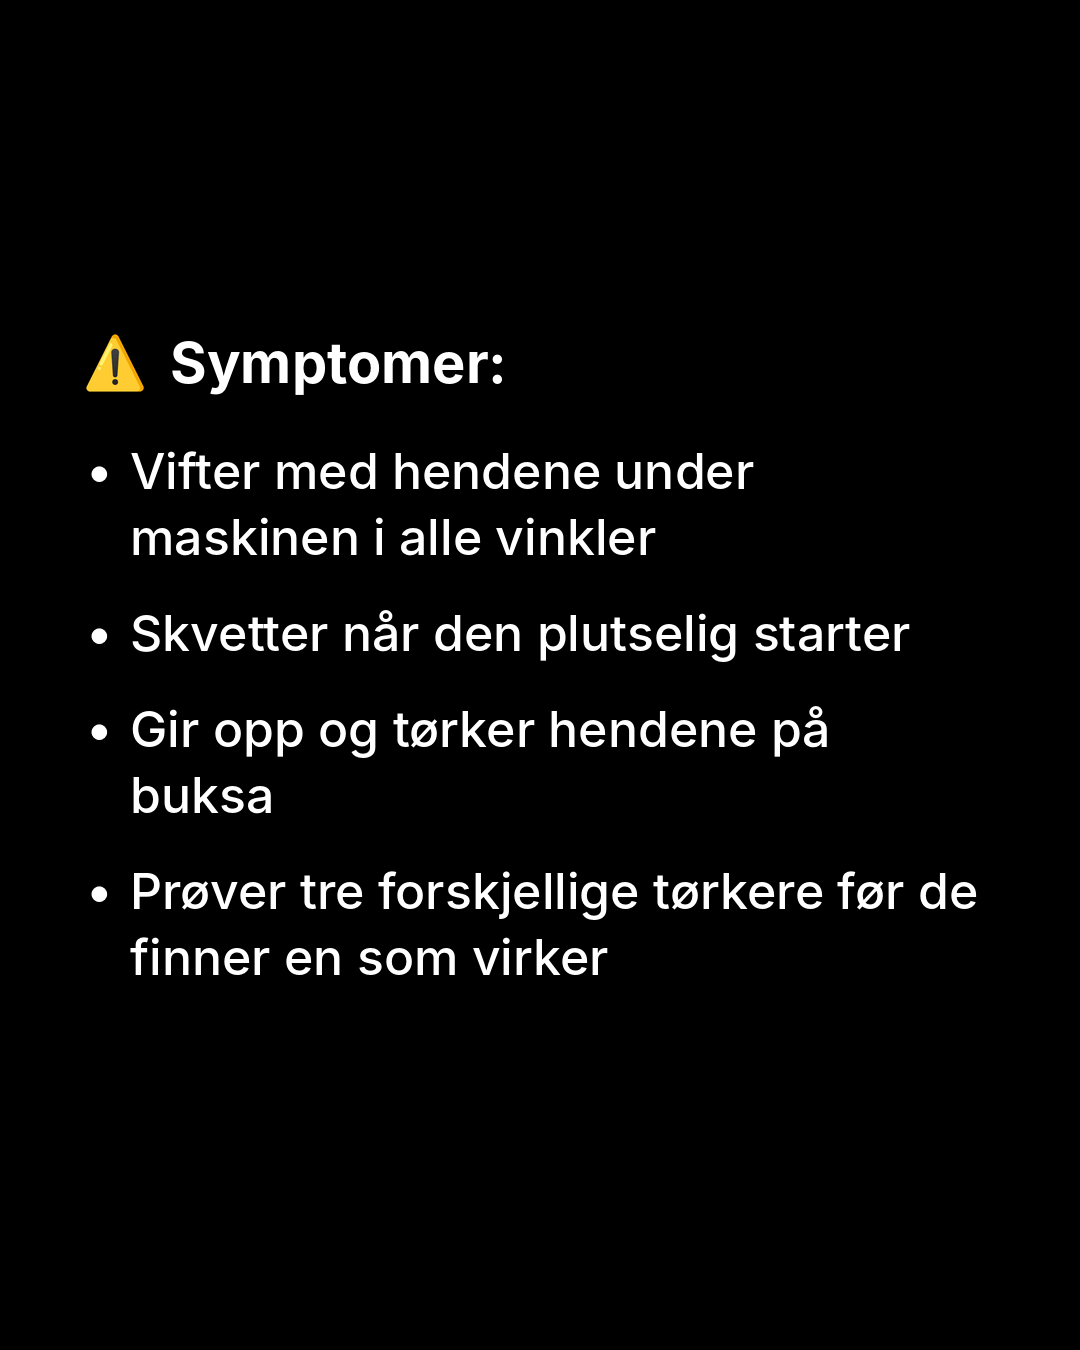 ⚠️ Symptomer:
• Vifter med hendene under
maskinen i alle vinkler
• Skvetter når den plutselig starter
• Gir opp og tørker hendene på
buksa
• Prøver tre forskjellige tørkere før de
finner en som virker